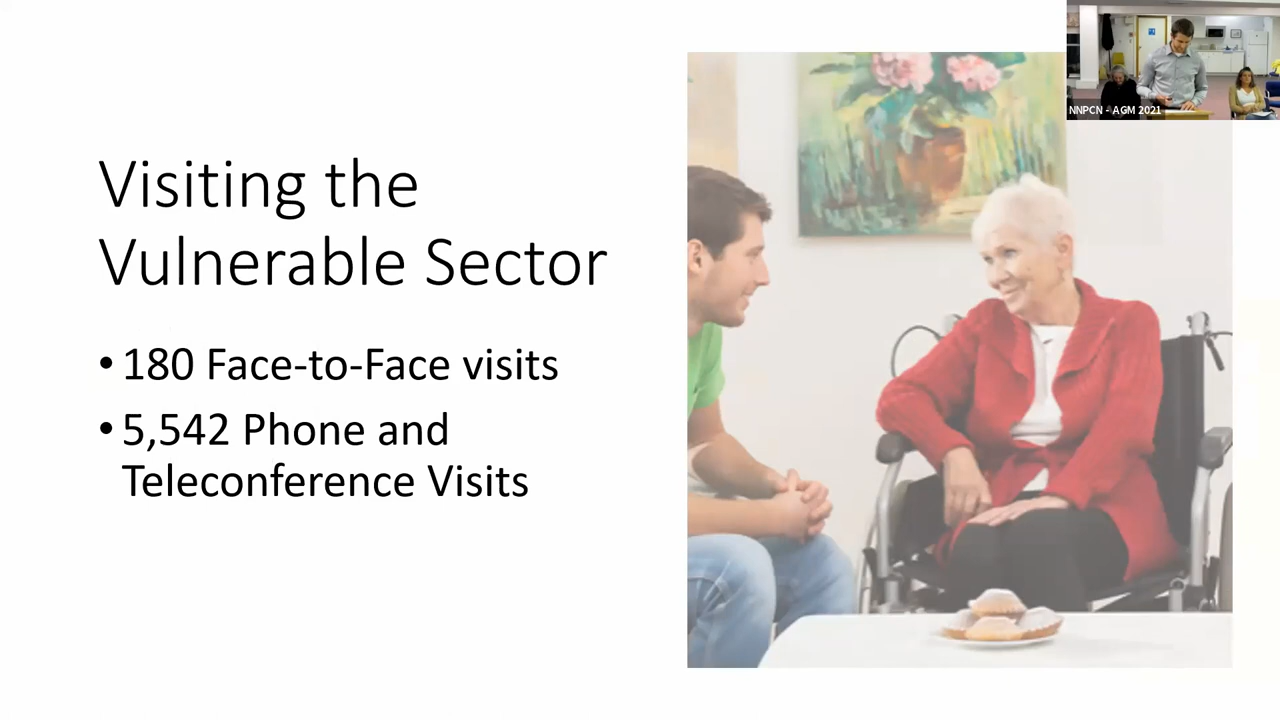 NNPCN - AGM 2021
Visiting the
Vulnerable Sector
•180 Face-to-Face visits
•5,542 Phone and
Teleconference Visits